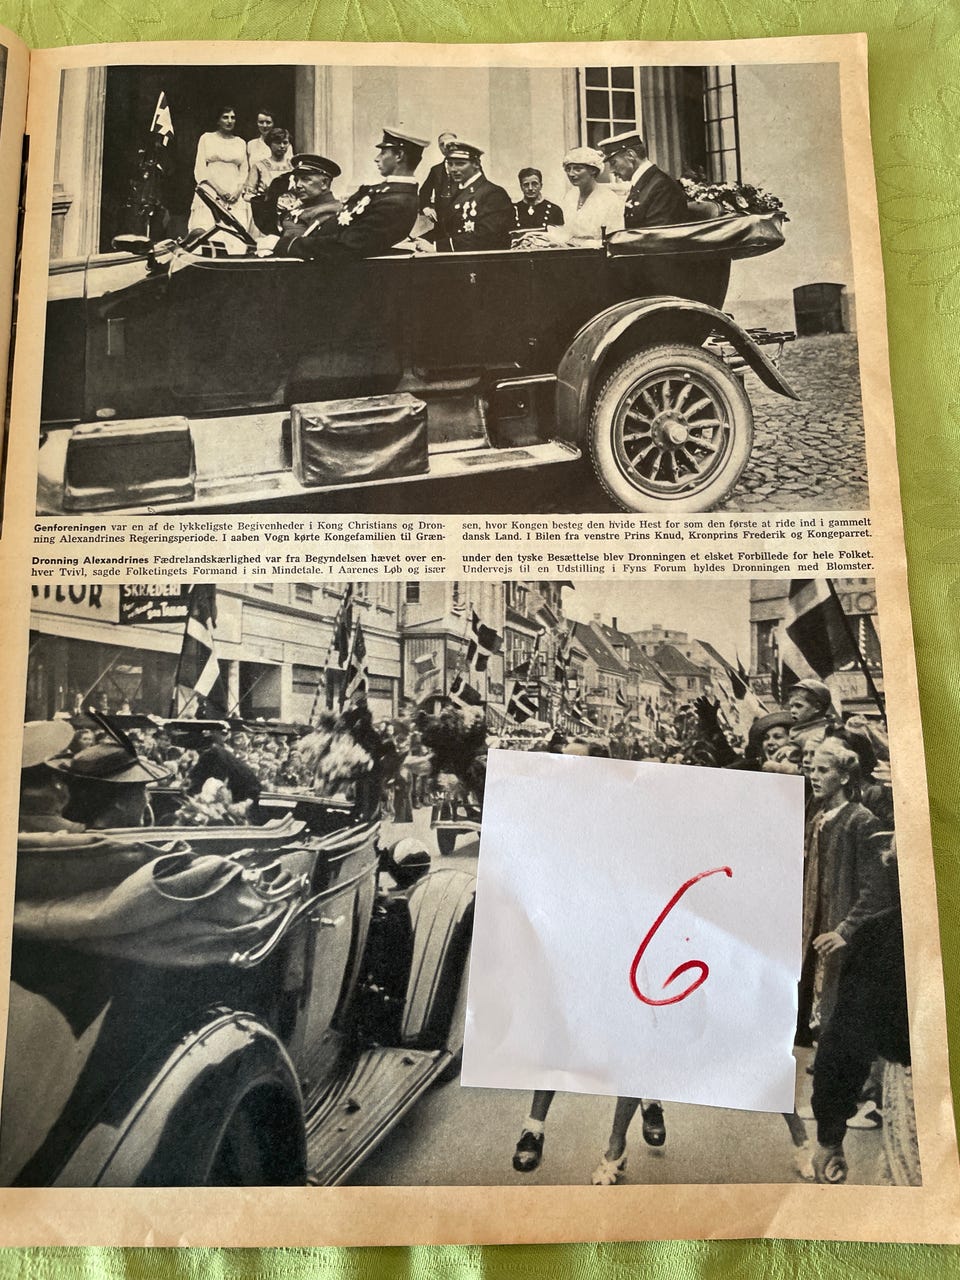 Genforeningen var en af de lykkeligste Begivenheder i Kong Christians og Dron-
ning Alexandrines Regeringsperiode. I aaben Vogn kørte Kongefamilien til Græn-
sen, hvor Kongen besteg den hvide Hest for som den første at ride ind i gammelt
dansk Land. I Bilen fra venstre Prins Knud, Kronprins Frederik og Kongeparret.
Dronning Alexandrines Fædrelandskærlighed var fra Begyndelsen hævet over en-
hver Tvivl, sagde Folketingets Formand i sin Mindetale. I Aarenes Løb og især
under den tyske Besættelse blev Dronningen et elsket Forbillede for hele Folket.
Undervejs til en Udstilling i Fyns Forum hyldes Dronningen med Blomster.
SKRÆDERI
6